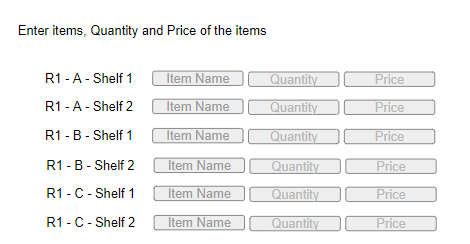 Enter items, Quantity and Price of the items
R1 - A - Shelf 1 Item Name Quantity Price
R1 - A - Shelf 2 Item Name Quantity Price
R1 - B - Shelf 1 Item Name Quantity Price
R1 - B - Shelf 2 Item Name Quantity Price
R1 - C - Shelf 1 Item Name Quantity Price
R1 - C - Shelf 2 Item Name Quantity Price